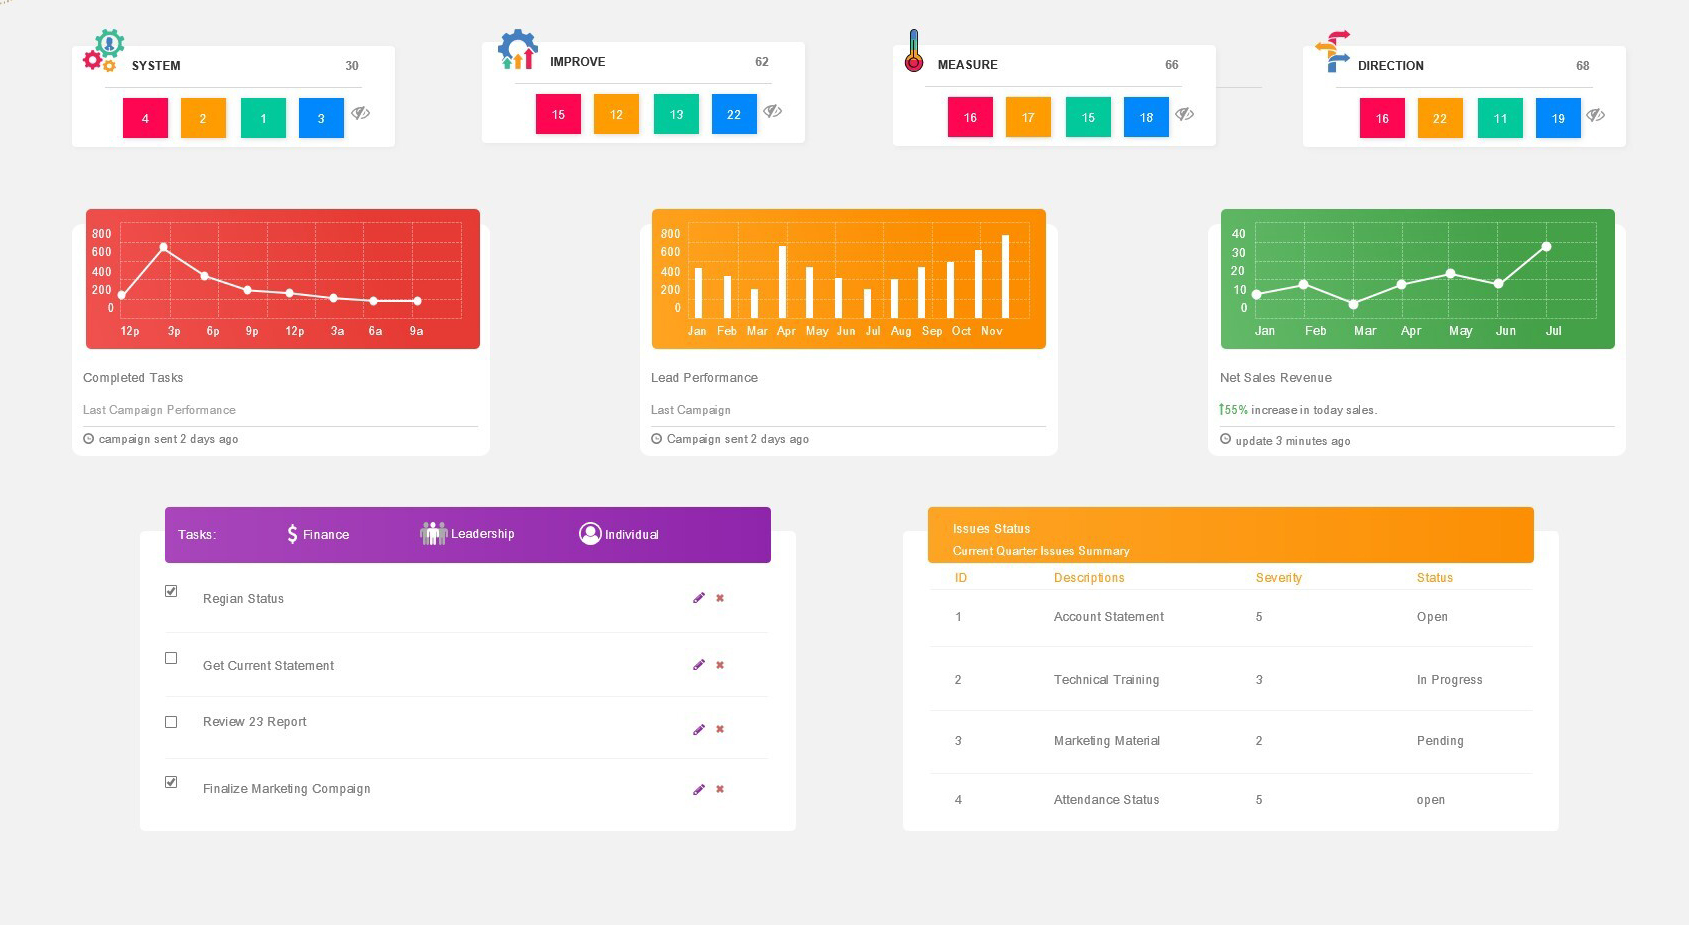 SYSTEM 30
4 2 1 3
IMPROVE 62
15 12 13 22
MEASURE 66
16 17 15 18
DIRECTION 68
16 22 11 19
800
600
400
200
0
12p 3p 6p 9p 12p 3a 6a 9a
Completed Tasks
Last Campaign Performance
campaign sent 2 days ago
800
600
400
200
0
Jan Feb Mar Apr May Jun Jul Aug Sep Oct Nov
Lead Performance
Last Campaign
Campaign sent 2 days ago
40
30
20
10
0
Jan Feb Mar Apr May Jun Jul
Net Sales Revenue
55% increase in today sales.
update 3 minutes ago
Tasks: Finance Leadership Individual
Regian Status
Get Current Statement
Review 23 Report
Finalize Marketing Compaign
Issues Status
Current Quarter Issues Summary
ID Descriptions Severity Status
1 Account Statement 5 Open
2 Technical Training 3 In Progress
3 Marketing Material 2 Pending
4 Attendance Status 5 open